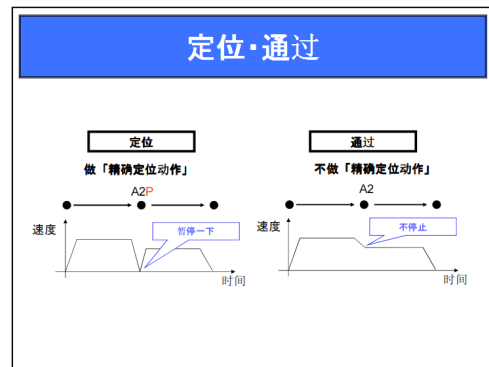 定位·通过
定位
做「精确定位动作」
A2P
速度
暂停一下
时间
通过
不做「精确定位动作」
A2
速度
不停止
时间